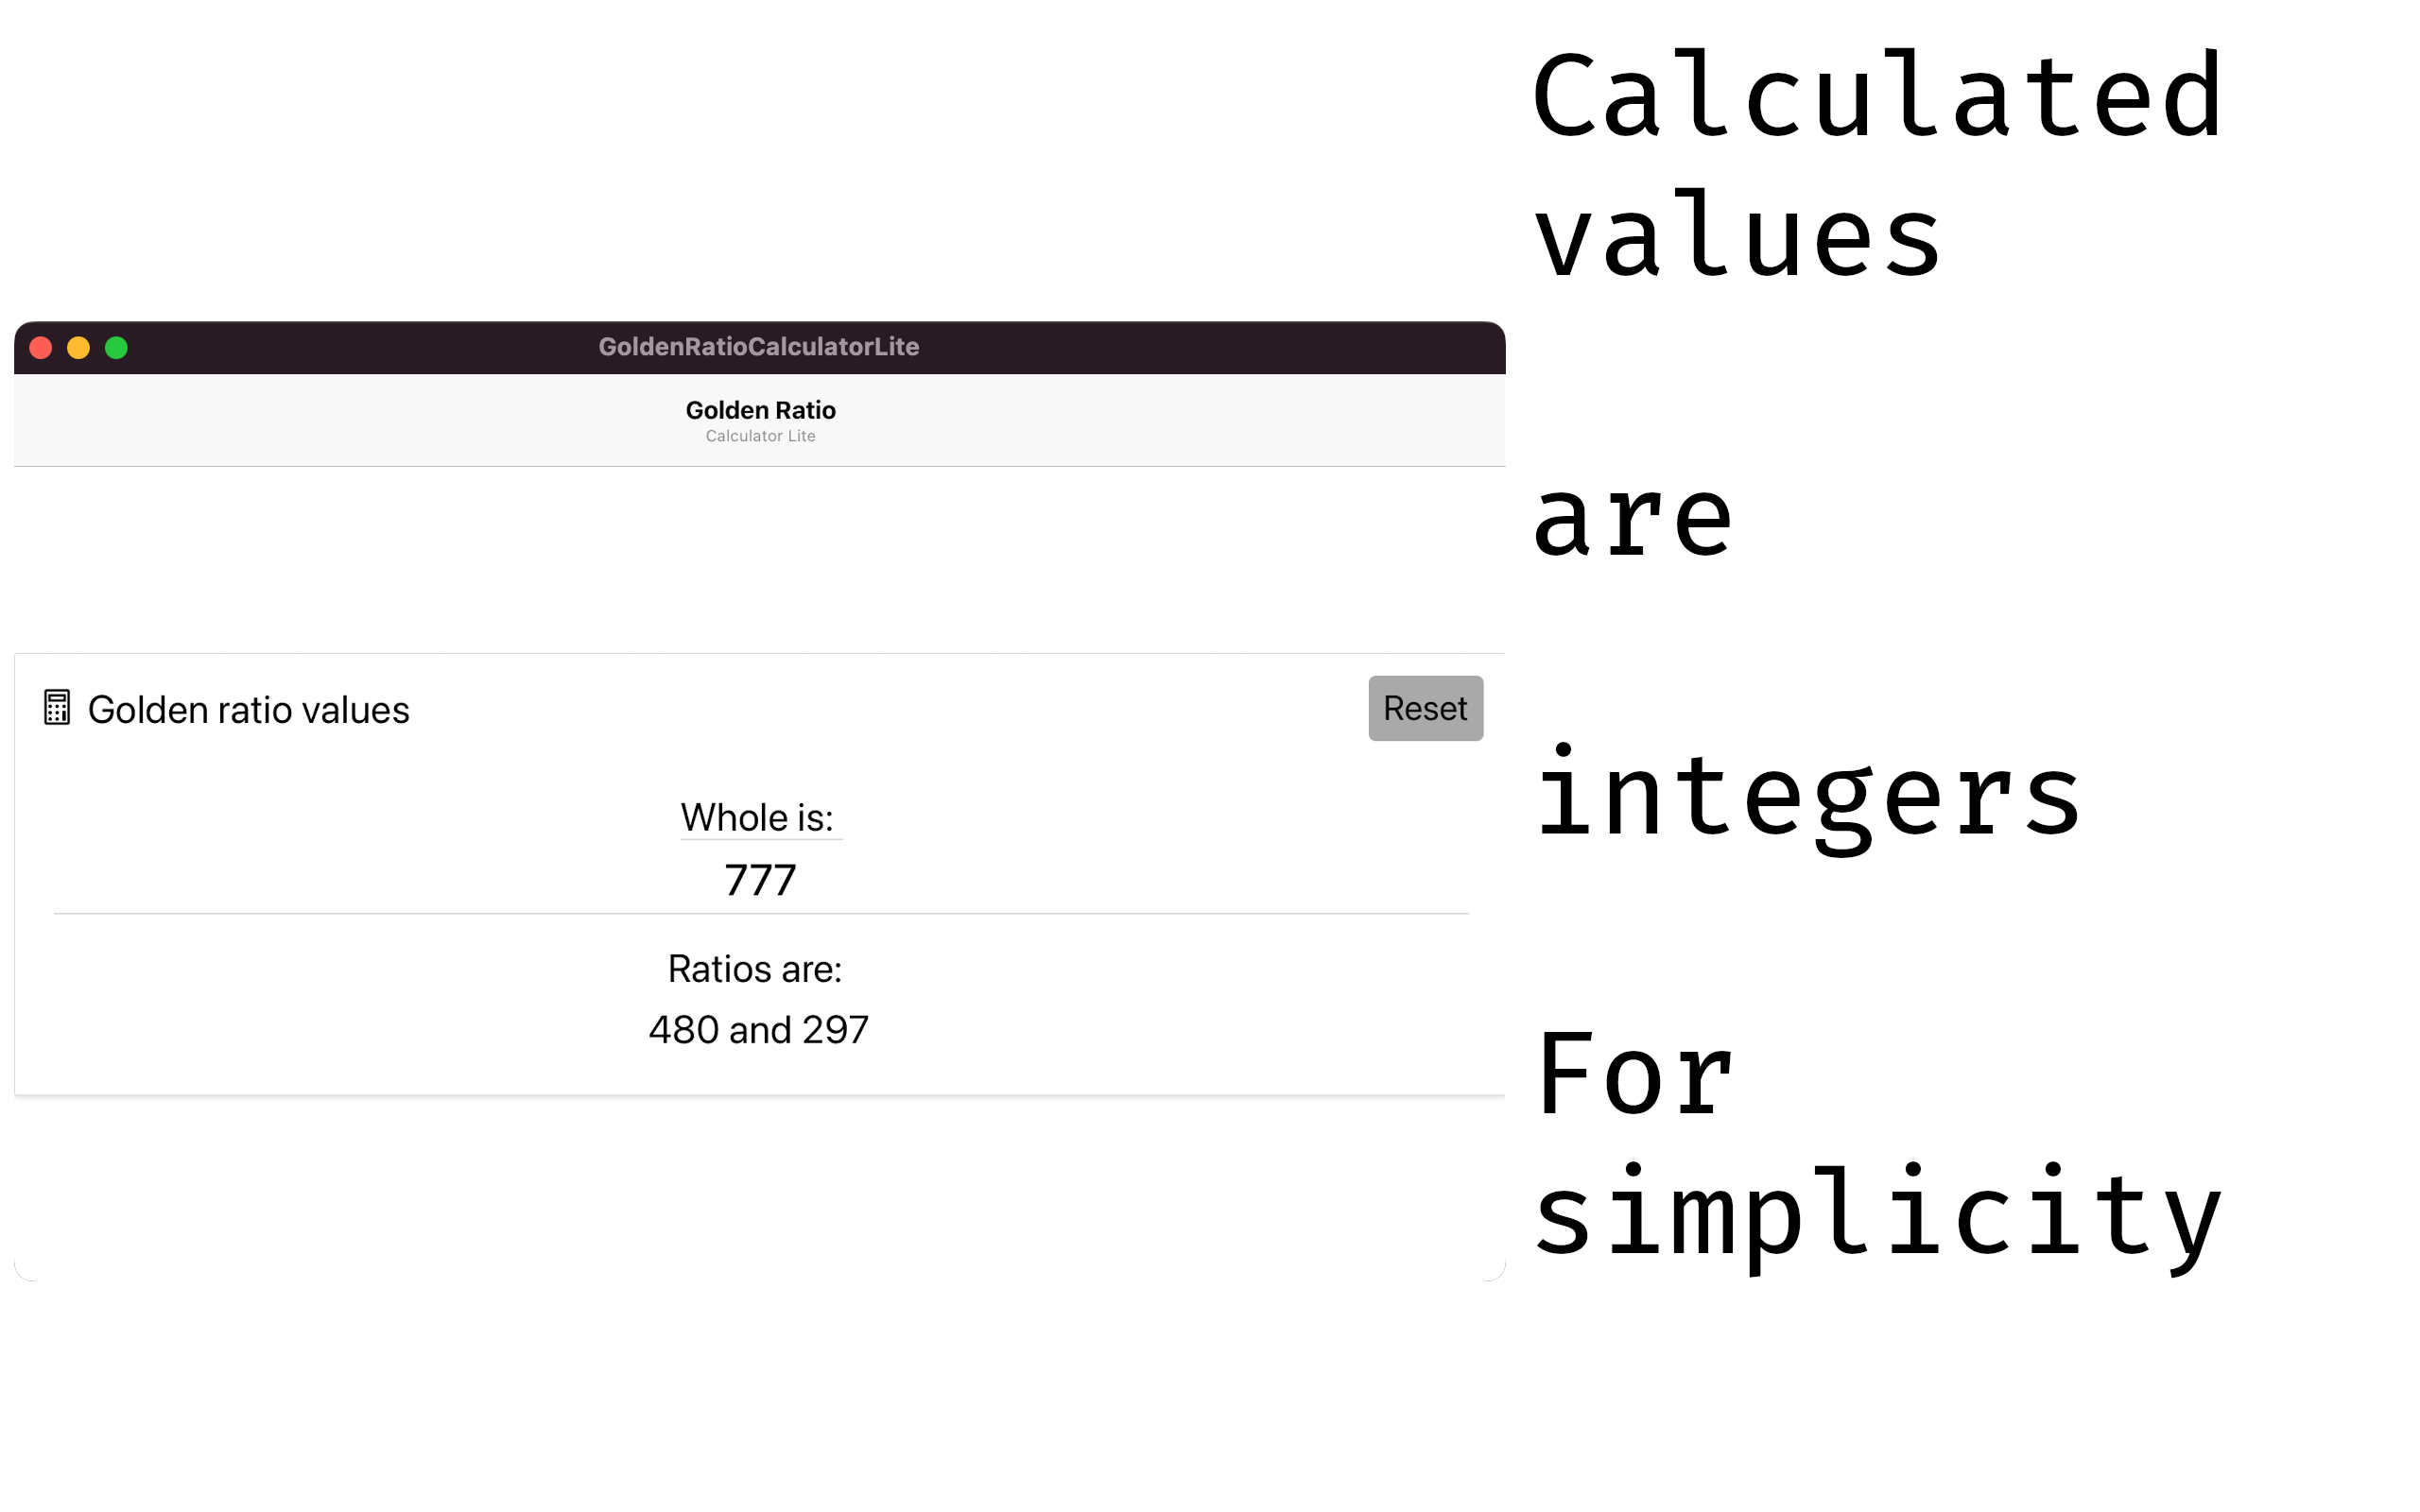 GoldenRatioCalculatorLite
Golden Ratio
Calculator Lite
Golden ratio values
Reset
Whole is:
777
Ratios are:
480 and 297
Calculated
values
are
integers
For
simplicity